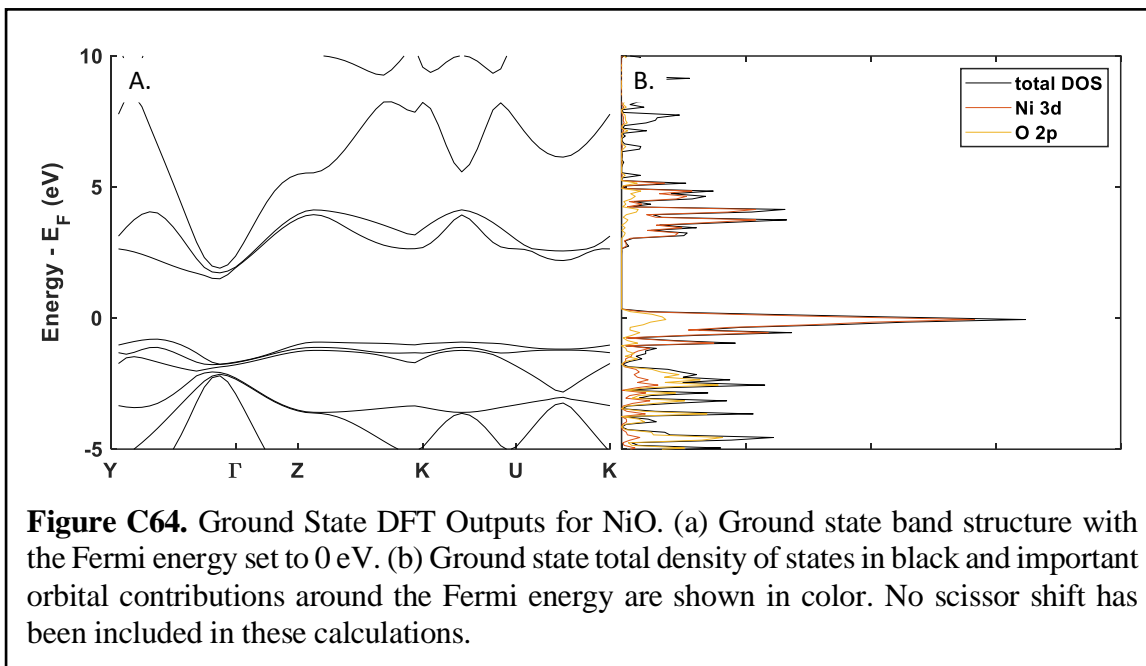 A.
B.
10
5
0
-5
Energy - E_F (eV)
Y Γ Z K U K
total DOS
Ni 3d
O 2p
Figure C64. Ground State DFT Outputs for NiO. (a) Ground state band structure with
the Fermi energy set to 0 eV. (b) Ground state total density of states in black and important
orbital contributions around the Fermi energy are shown in color. No scissor shift has
been included in these calculations.